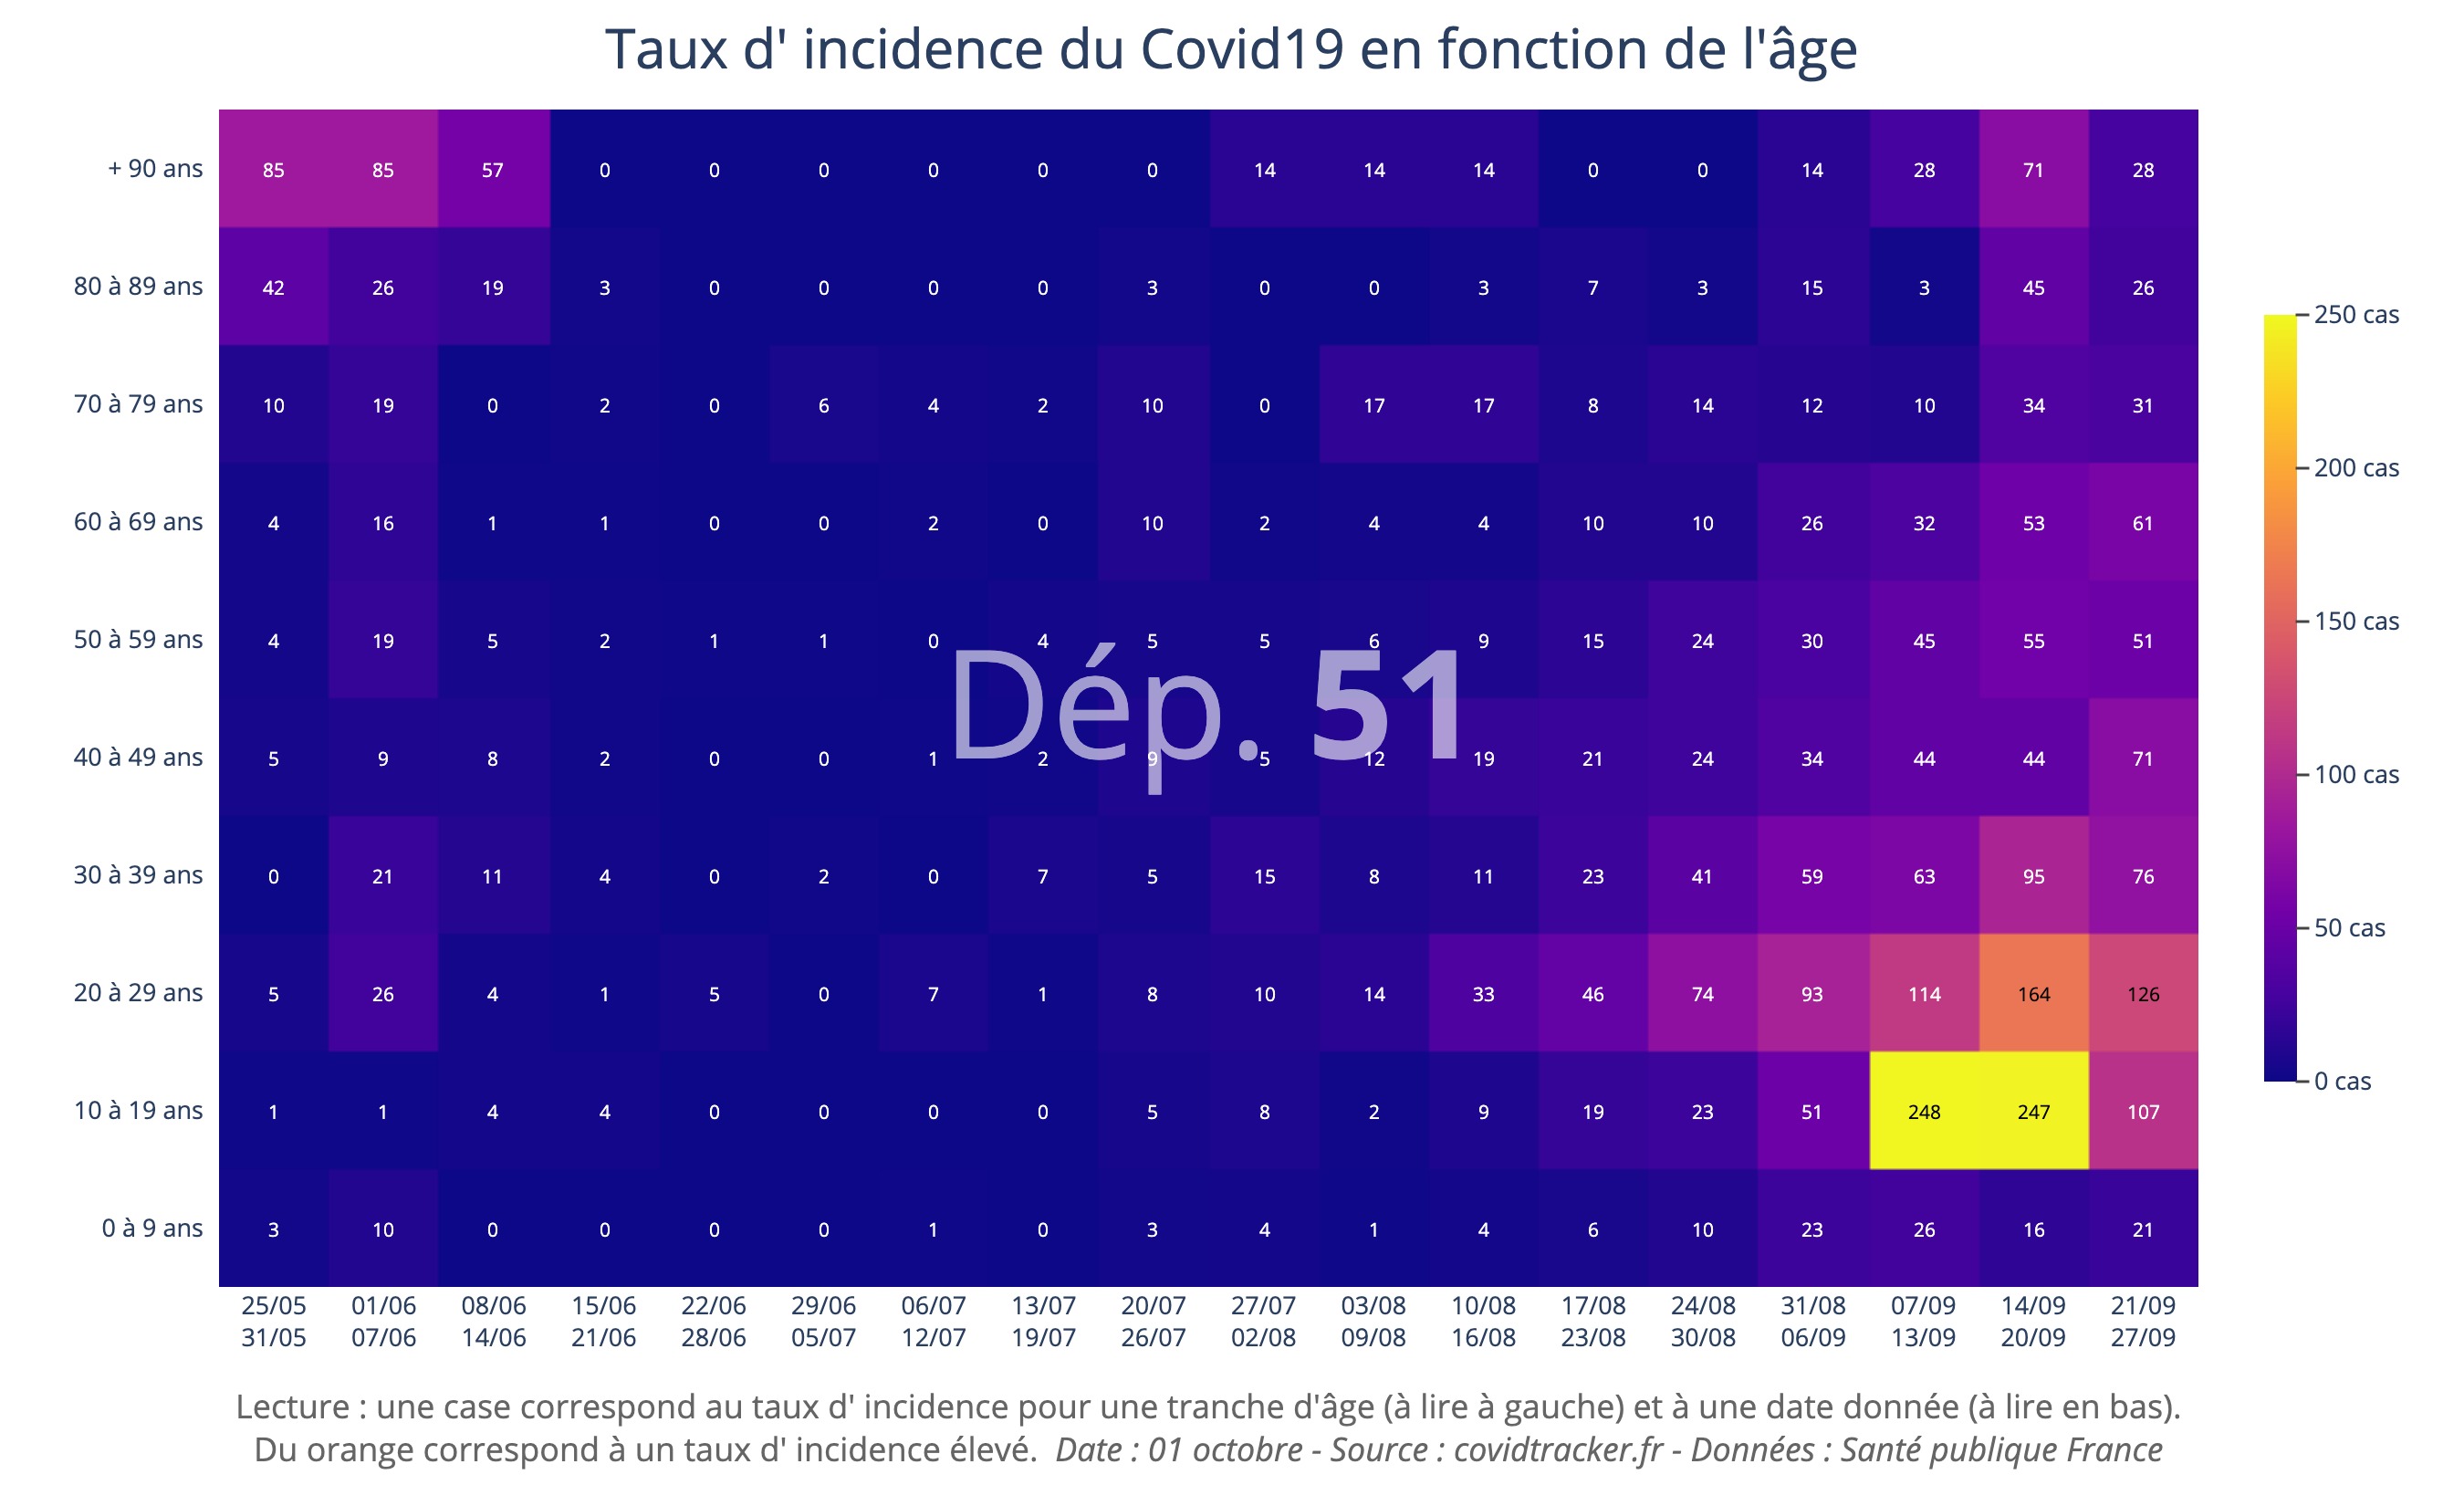 Taux d' incidence du Covid19 en fonction de l'âge
+ 90 ans 85 85 57 0 0 0 0 0 0 14 14 14 0 0 14 28 71 28
80 à 89 ans 42 26 19 3 0 0 0 0 3 0 0 3 7 3 15 3 45 26
70 à 79 ans 10 19 0 2 0 6 4 2 10 0 17 17 8 14 12 10 34 31
60 à 69 ans 4 16 1 1 0 0 2 0 10 2 4 4 10 10 26 32 53 61
50 à 59 ans 4 19 5 2 1 1 0 4 5 5 6 9 15 24 30 45 55 51
Dép. 51
40 à 49 ans 5 9 8 2 0 0 1 2 9 5 12 19 21 24 34 44 44 71
30 à 39 ans 0 21 11 4 0 2 0 7 5 15 8 11 23 41 59 63 95 76
20 à 29 ans 5 26 4 1 5 0 7 1 8 10 14 33 46 74 93 114 164 126
10 à 19 ans 1 1 4 4 0 0 0 0 5 8 2 9 19 23 51 248 247 107
0 à 9 ans 3 10 0 0 0 0 1 0 3 4 1 4 6 10 23 26 16 21
25/05 01/06 08/06 15/06 22/06 29/06 06/07 13/07 20/07 27/07 03/08 10/08 17/08 24/08 31/08 07/09 14/09 21/09
31/05 07/06 14/06 21/06 28/06 05/07 12/07 19/07 26/07 02/08 09/08 16/08 23/08 30/08 06/09 13/09 20/09 27/09
250 cas
200 cas
150 cas
100 cas
50 cas
0 cas
Lecture : une case correspond au taux d' incidence pour une tranche d'âge (à lire à gauche) et à une date donnée (à lire en bas).
Du orange correspond à un taux d' incidence élevé. Date : 01 octobre - Source : covidtracker.fr - Données : Santé publique France